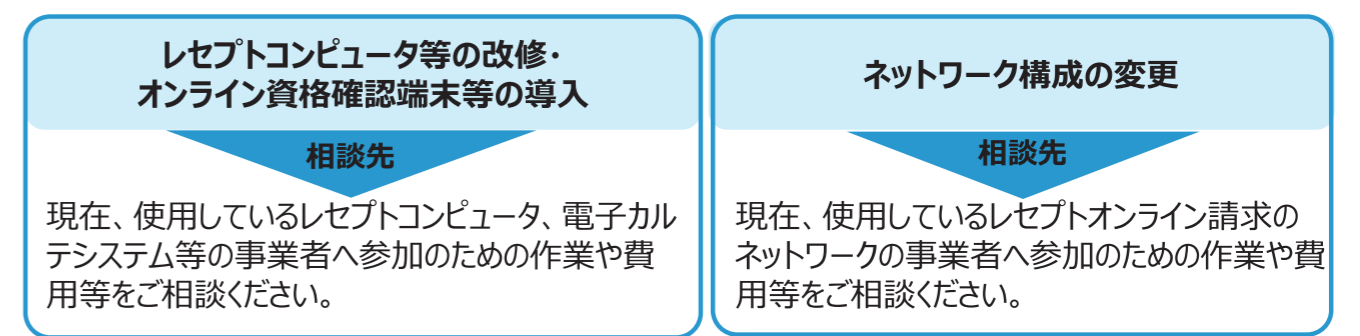 レセプトコンピュータ等の改修・
オンライン資格確認端末等の導入
相談先
現在、使用しているレセプトコンピュータ、電子カル
テシステム等の事業者へ参加のための作業や費
用等をご相談ください。
ネットワーク構成の変更
相談先
現在、使用しているレセプトオンライン請求の
ネットワークの事業者へ参加のための作業や費
用等をご相談ください。